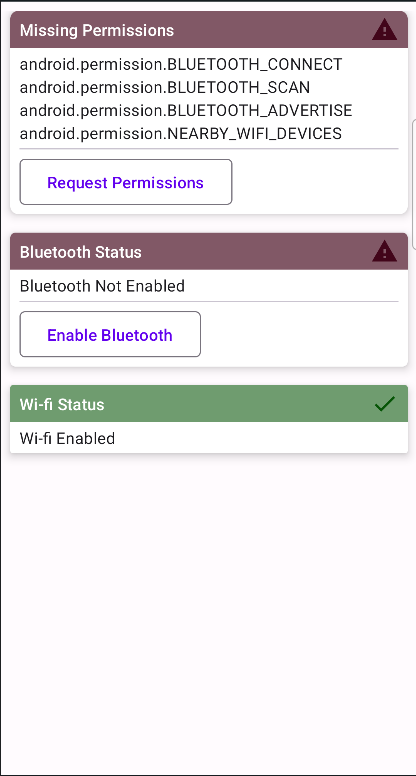 Missing Permissions
android.permission.BLUETOOTH_CONNECT
android.permission.BLUETOOTH_SCAN
android.permission.BLUETOOTH_ADVERTISE
android.permission.NEARBY_WIFI_DEVICES
Request Permissions
Bluetooth Status
Bluetooth Not Enabled
Enable Bluetooth
Wi-fi Status
Wi-fi Enabled